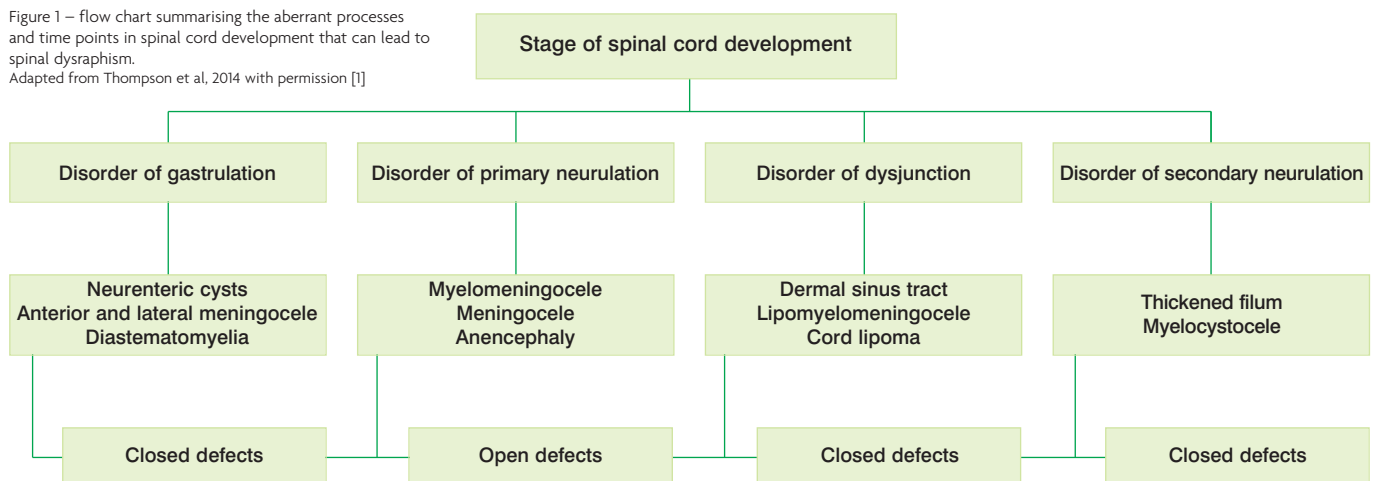 Figure 1 – flow chart summarising the aberrant processes
and time points in spinal cord development that can lead to
spinal dysraphism.
Adapted from Thompson et al, 2014 with permission [1]
Stage of spinal cord development
Disorder of gastrulation
Disorder of primary neurulation
Disorder of dysjunction
Disorder of secondary neurulation
Neurenteric cysts
Anterior and lateral meningocele
Diastematomyelia
Myelomeningocele
Meningocele
Anencephaly
Dermal sinus tract
Lipomyelomeningocele
Cord lipoma
Thickened filum
Myelocystocele
Closed defects
Open defects
Closed defects
Closed defects